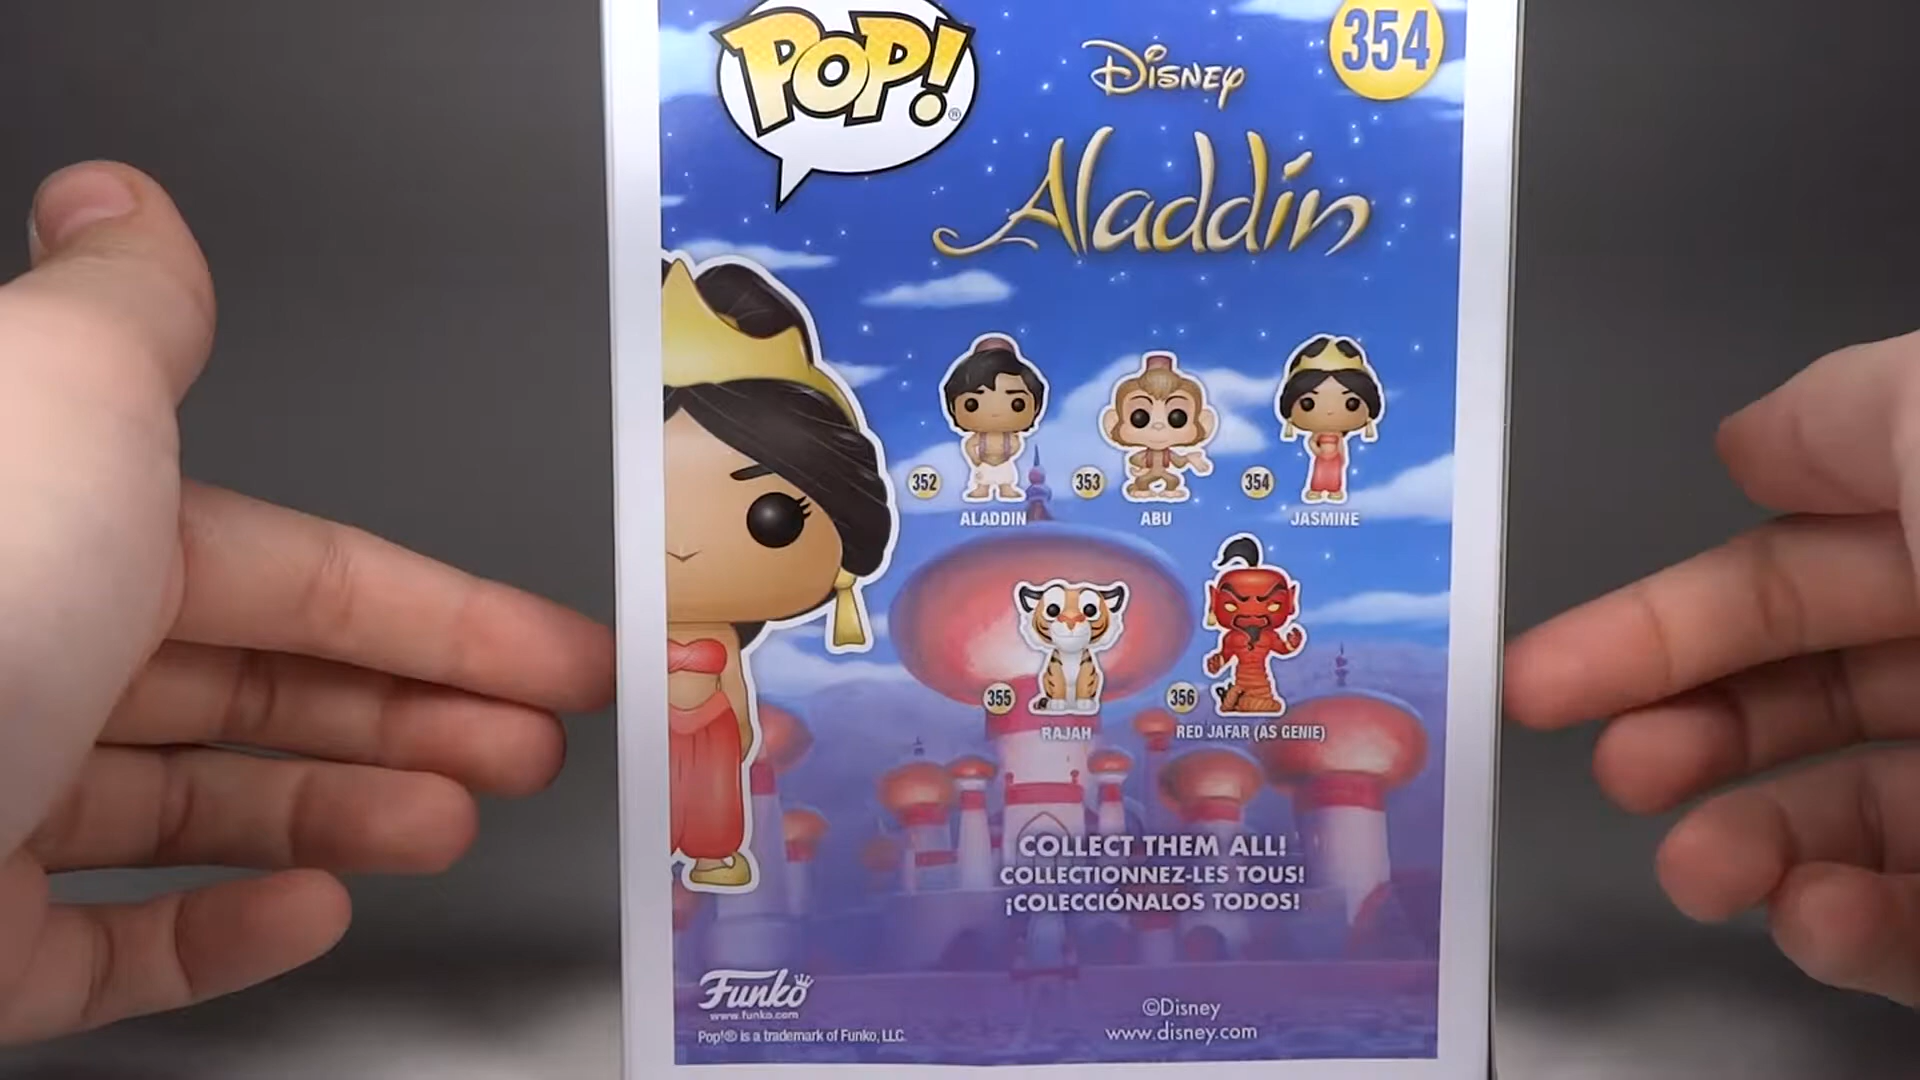 POP!®
DISNEY
354
Aladdin
352
ALADDIN
353
ABU
354
JASMINE
355
RAJAH
356
RED JAFAR (AS GENIE)
COLLECT THEM ALL!
COLLECTIONNEZ-LES TOUS!
¡COLECCIÓNALOS TODOS!
Funko
www.funko.com
Pop!® is a trademark of Funko, LLC.
©Disney
www.disney.com